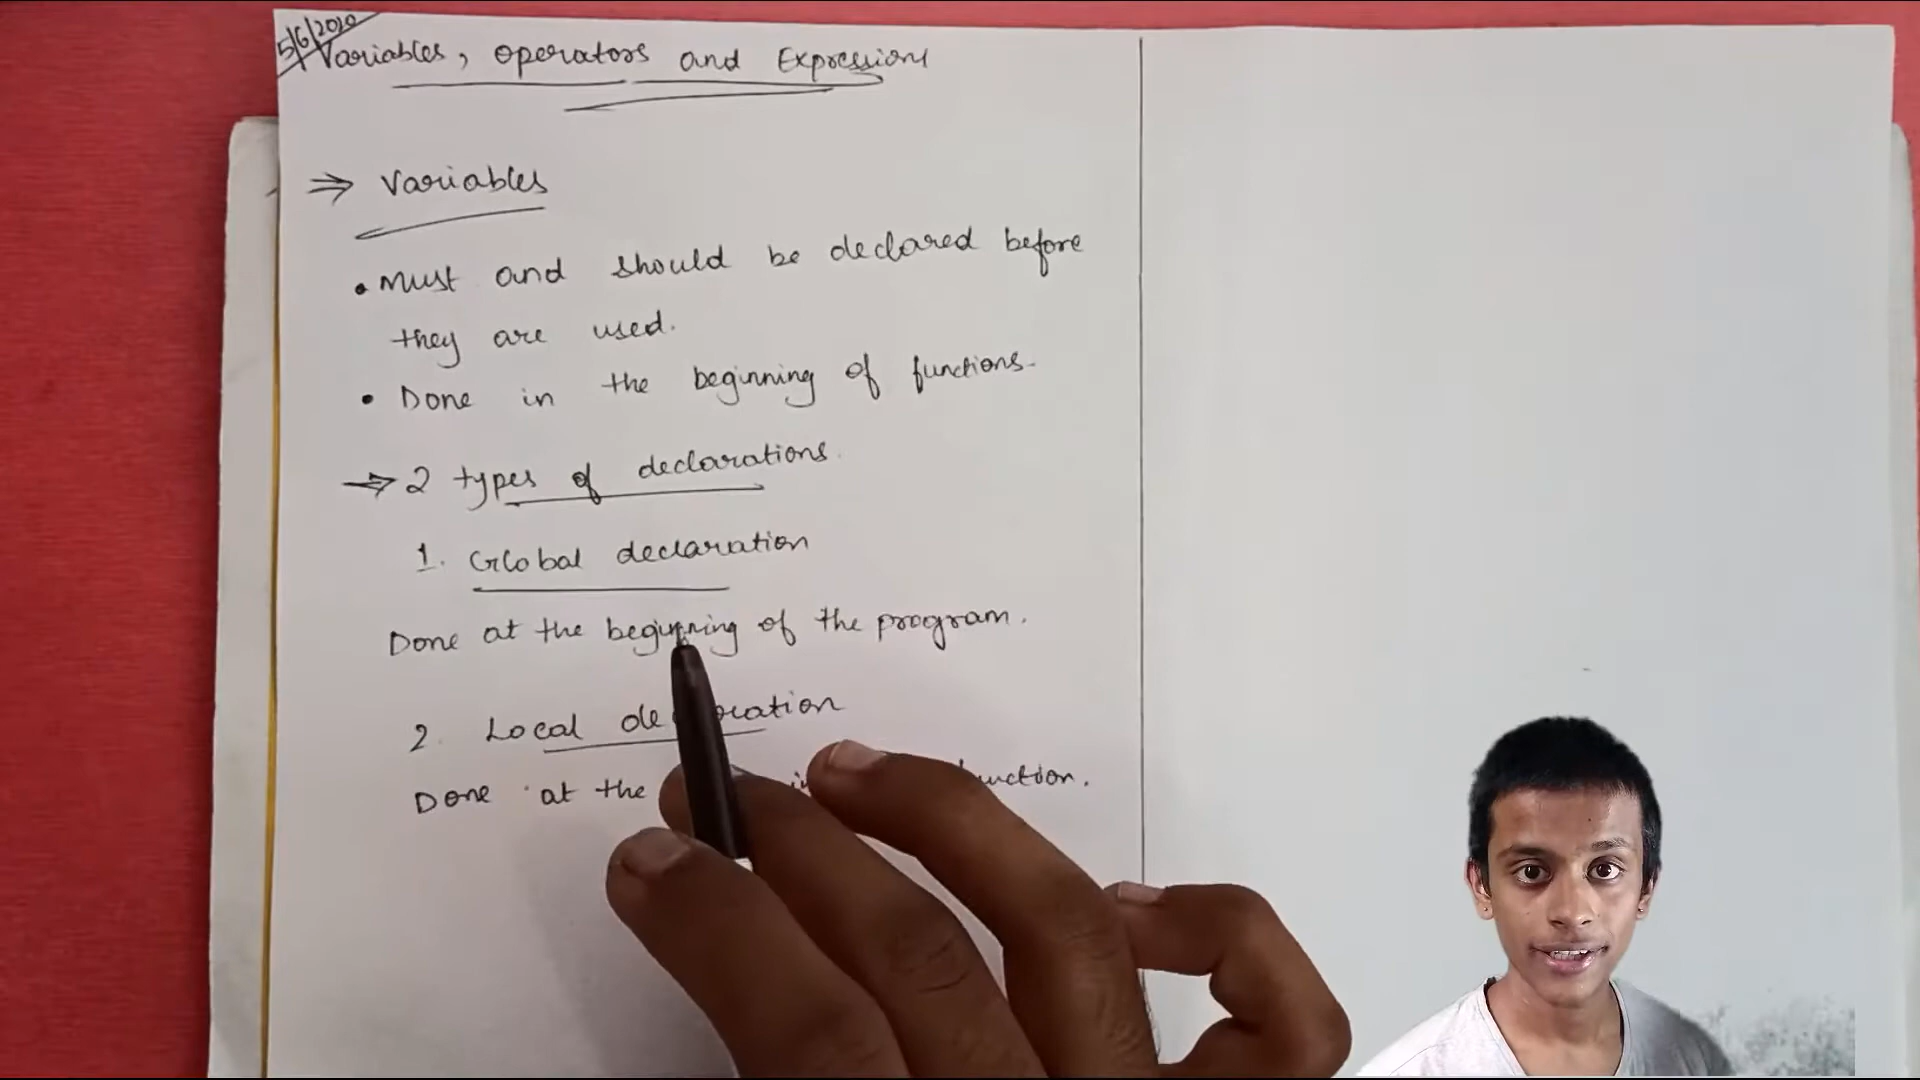 5/6/2020
Variables, operators and Expressions
⇒ Variables
• Must and should be declared before
they are used.
• Done in the beginning of functions.
⇒ 2 types of declarations.
1. Global declaration
Done at the beginning of the program.
2. Local declaration
Done at the function.